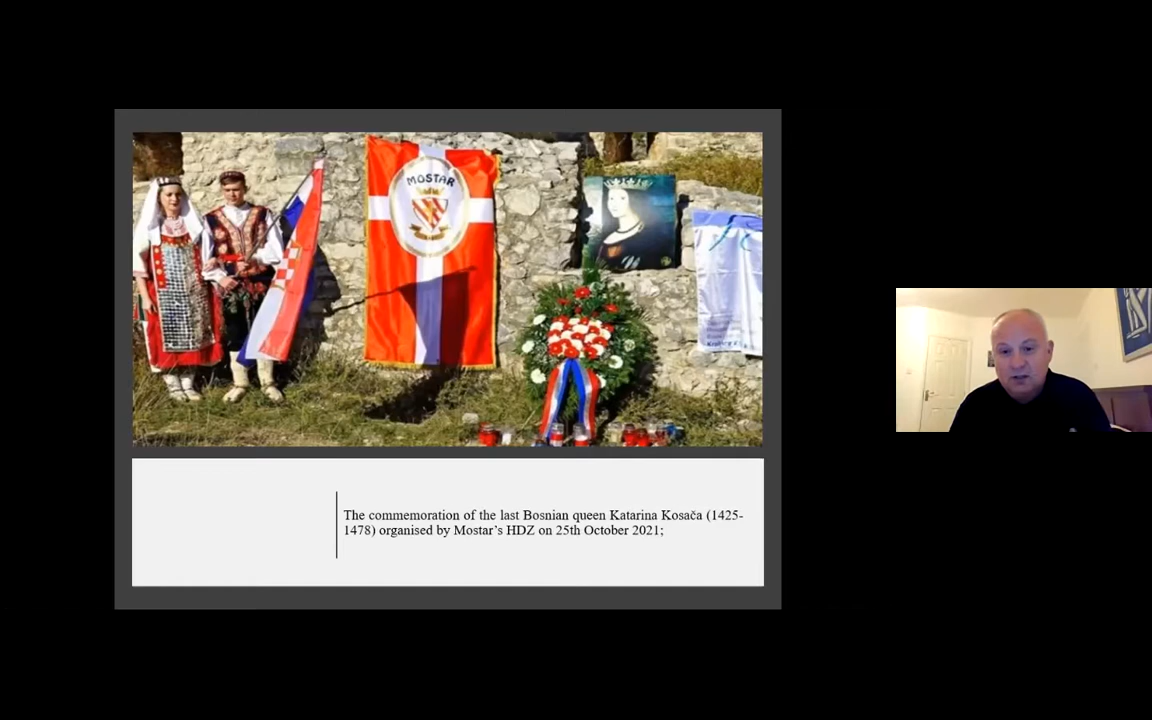 MOSTAR
The commemoration of the last Bosnian queen Katarina Kosača (1425-
1478) organised by Mostar's HDZ on 25th October 2021;